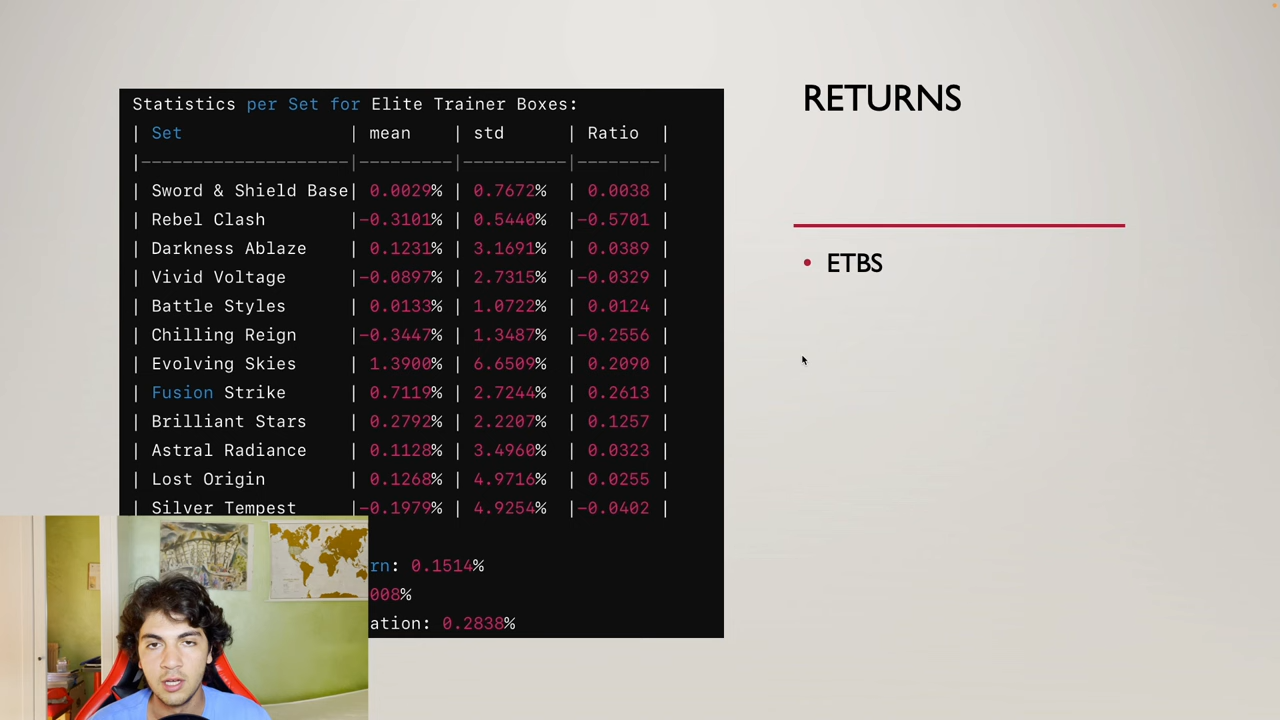 Statistics per Set for Elite Trainer Boxes:
| Set | mean | std | Ratio |
|--------------------|---------|----------|--------|
| Sword & Shield Base| 0.0029% | 0.7672% | 0.0038 |
| Rebel Clash |-0.3101% | 0.5440% |-0.5701 |
| Darkness Ablaze | 0.1231% | 3.1691% | 0.0389 |
| Vivid Voltage |-0.0897% | 2.7315% |-0.0329 |
| Battle Styles | 0.0133% | 1.0722% | 0.0124 |
| Chilling Reign |-0.3447% | 1.3487% |-0.2556 |
| Evolving Skies | 1.3900% | 6.6509% | 0.2090 |
| Fusion Strike | 0.7119% | 2.7244% | 0.2613 |
| Brilliant Stars | 0.2792% | 2.2207% | 0.1257 |
| Astral Radiance | 0.1128% | 3.4960% | 0.0323 |
| Lost Origin | 0.1268% | 4.9716% | 0.0255 |
| Silver Tempest |-0.1979% | 4.9254% |-0.0402 |
rn: 0.1514%
008%
ation: 0.2838%
RETURNS
• ETBS